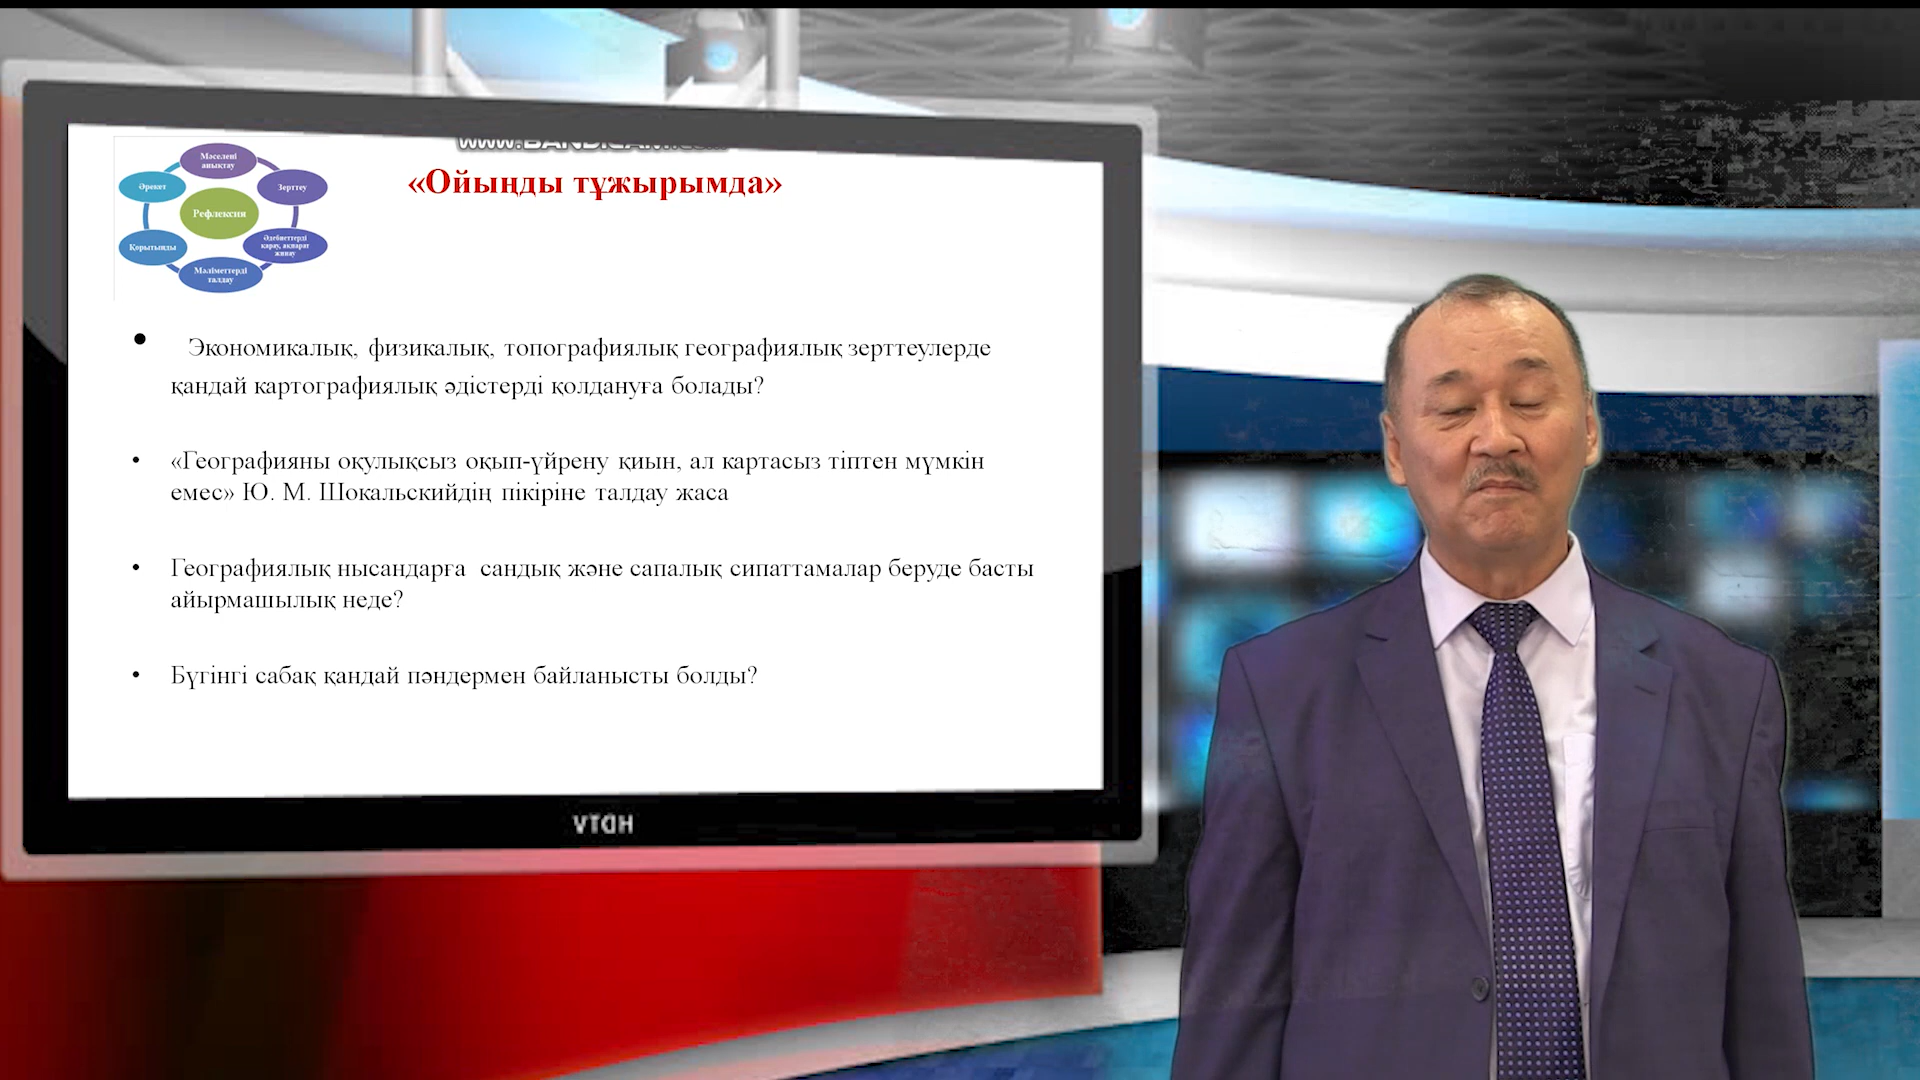 «Ойыңды тұжырымда»
Мәселені
анықтау
Әрекет
Зерттеу
Рефлексия
Қорытынды
Әдебиеттерді
қарау, ақпарат
жинау
Мәліметтерді
талдау
• Экономикалық, физикалық, топографиялық географиялық зерттеулерде
қандай картографиялық әдістерді қолдануға болады?
• «Географияны оқулықсыз оқып-үйрену қиын, ал картасыз тіптен мүмкін
емес» Ю. М. Шокальскийдің пікіріне талдау жаса
• Географиялық нысандарға сандық және сапалық сипаттамалар беруде басты
айырмашылық неде?
• Бүгінгі сабақ қандай пәндермен байланысты болды?